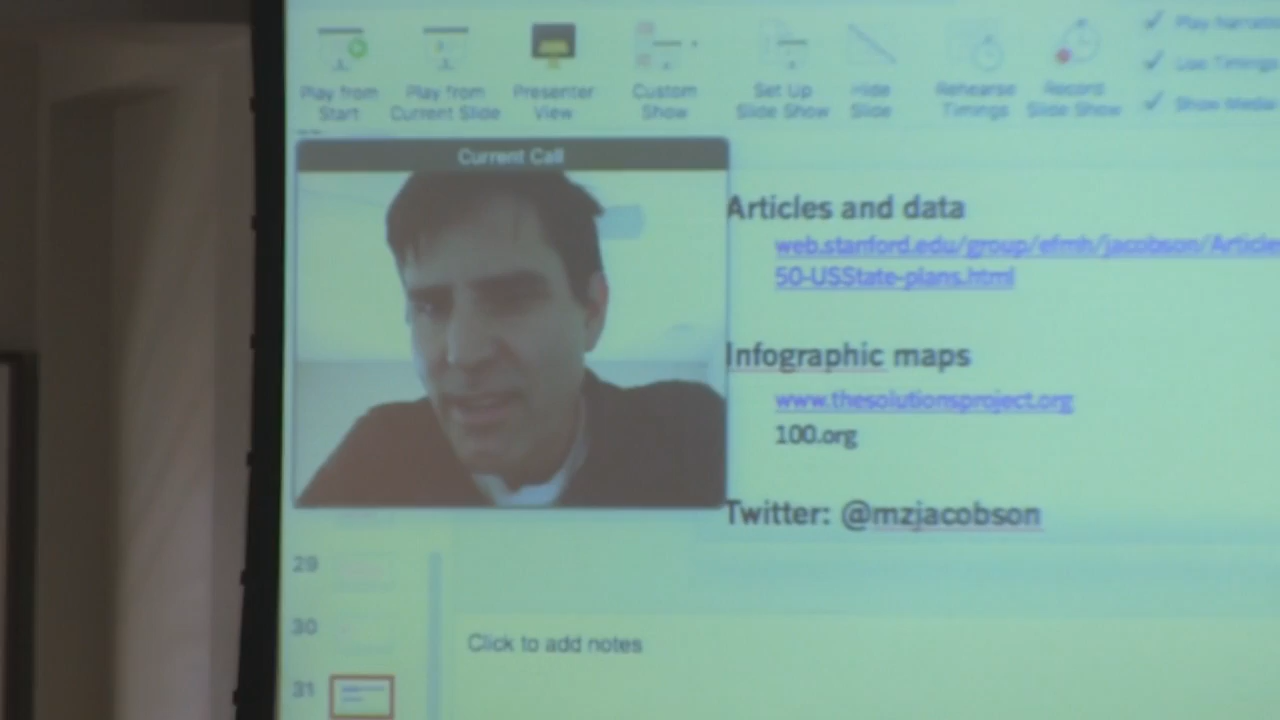 Play from Start
Play from Current Slide
Presenter View
Custom Show
Set Up Slide Show
Hide Slide
Rehearse Timings
Record Slide Show
Use Timings
Show Media
Current Call
Articles and data
web.stanford.edu/group/efmh/jacobson/Article
50-USState-plans.html
Infographic maps
www.thesolutionsproject.org
100.org
Twitter: @mzjacobson
29
30
31
Click to add notes